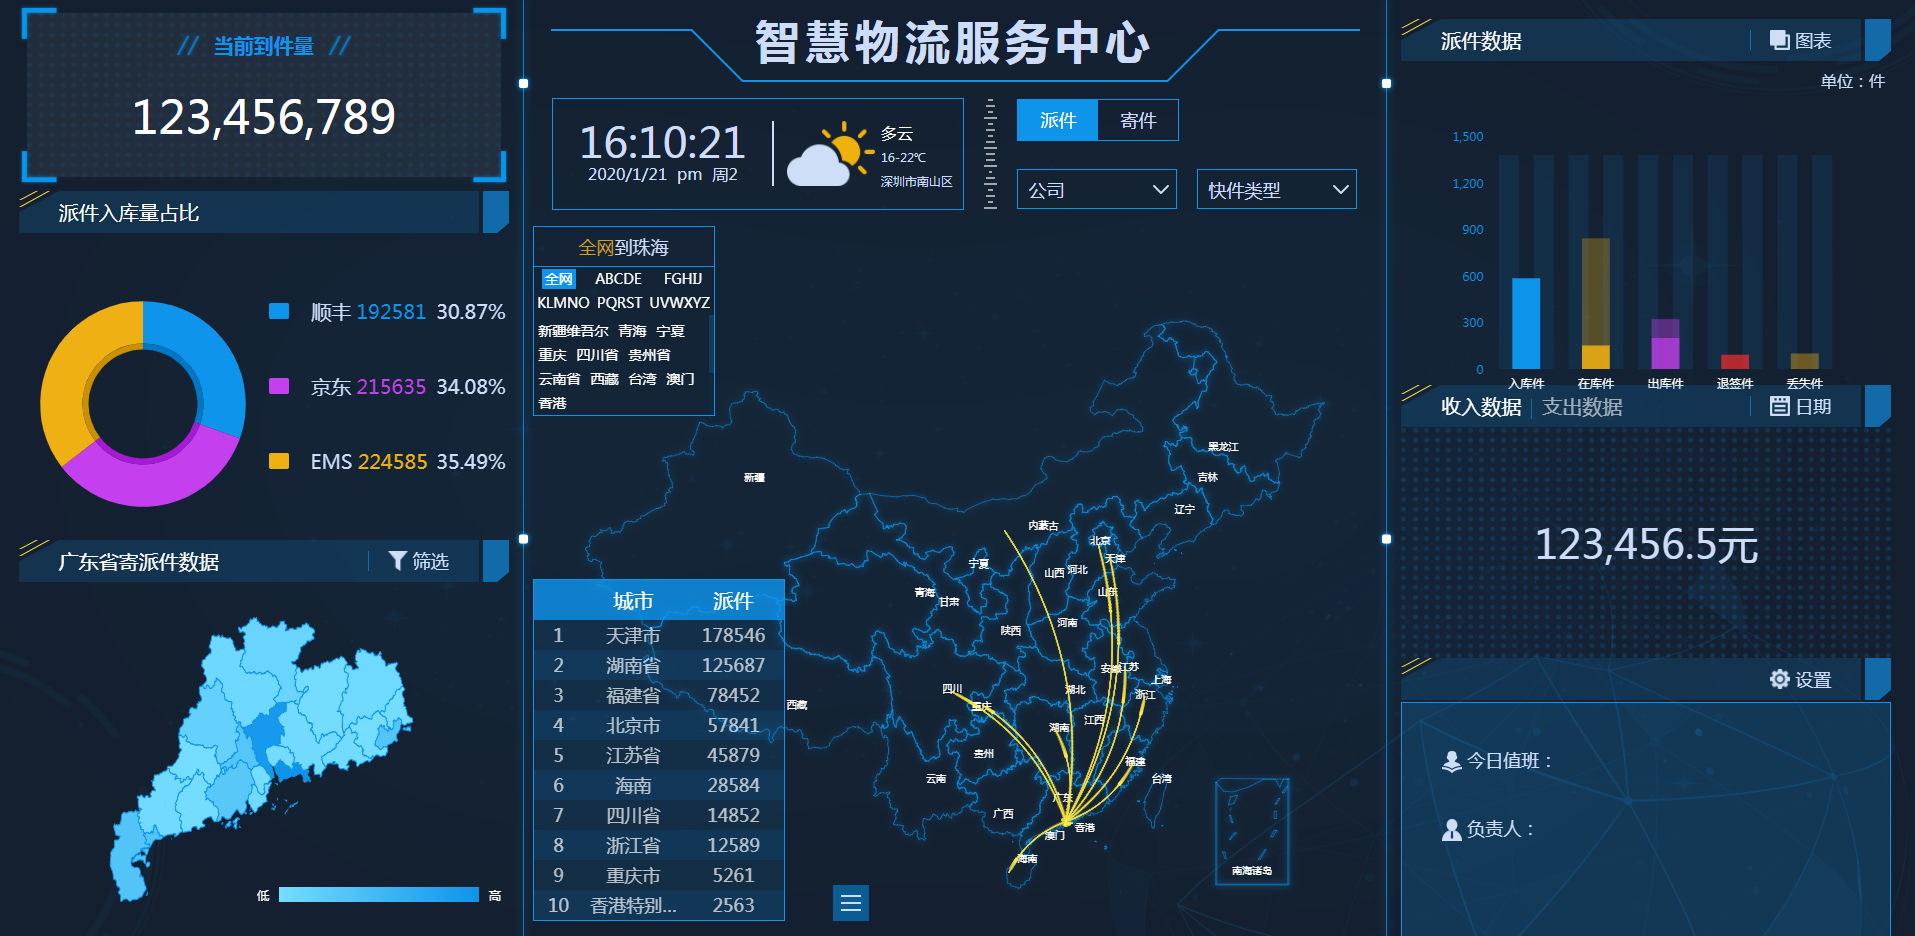 // 当前到件量 //
123,456,789
派件入库量占比
顺丰 192581 30.87%
京东 215635 34.08%
EMS 224585 35.49%
广东省寄派件数据
筛选
低
高
智慧物流服务中心
16:10:21
2020/1/21 pm 周2
多云
16-22℃
深圳市南山区
派件
寄件
公司
快件类型
全网到珠海
全网 ABCDE FGHIJ
KLMNO PQRST UVWXYZ
新疆维吾尔 青海 宁夏
重庆 四川省 贵州省
云南省 西藏 台湾 澳门
香港
城市 派件
1 天津市 178546
2 湖南省 125687
3 福建省 78452
4 北京市 57841
5 江苏省 45879
6 海南 28584
7 四川省 14852
8 浙江省 12589
9 重庆市 5261
10 香港特别... 2563
黑龙江
新疆
吉林
辽宁
内蒙古
北京
天津
宁夏
山西
河北
青海
甘肃
山东
河南
陕西
安徽
江苏
上海
四川
湖北
浙江
西藏
重庆
江西
湖南
贵州
福建
云南
台湾
广东
广西
香港
澳门
海南
南海诸岛
派件数据
图表
单位：件
1,500
1,200
900
600
300
0
入库件
在库件
出库件
退签件
丢失件
收入数据
支出数据
日期
123,456.5元
设置
今日值班：
负责人：